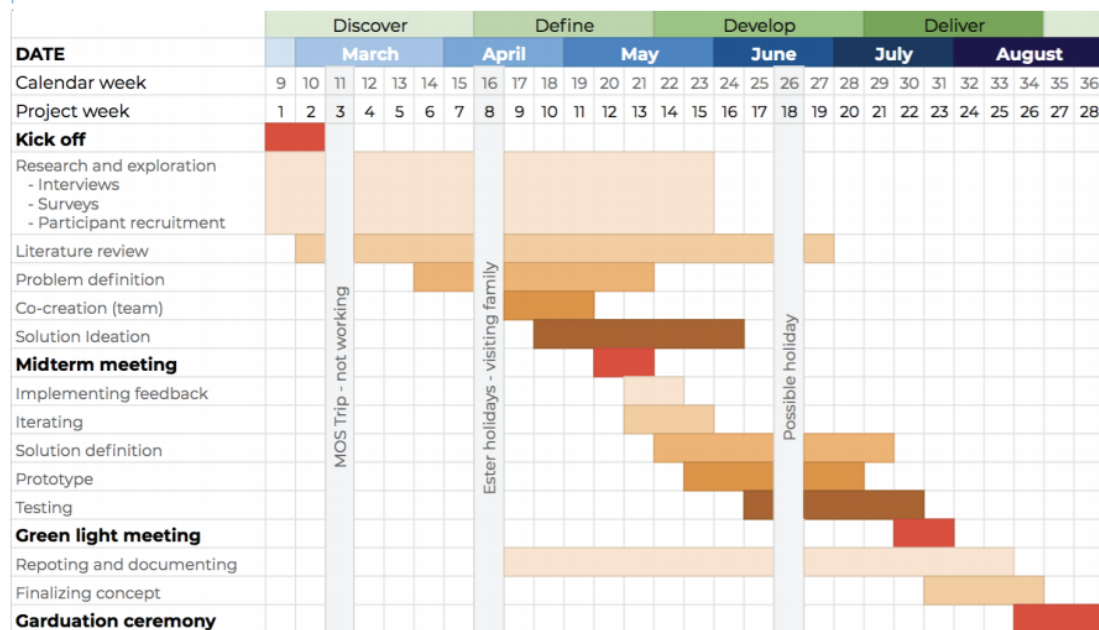 Discover Define Develop Deliver
DATE March April May June July August
Calendar week 9 10 11 12 13 14 15 16 17 18 19 20 21 22 23 24 25 26 27 28 29 30 31 32 33 34 35 36
Project week 1 2 3 4 5 6 7 8 9 10 11 12 13 14 15 16 17 18 19 20 21 22 23 24 25 26 27 28
Kick off
Research and exploration
- Interviews
- Surveys
- Participant recruitment
Literature review
Problem definition
Co-creation (team)
Solution Ideation
Midterm meeting
Implementing feedback
Iterating
Solution definition
Prototype
Testing
Green light meeting
Repoting and documenting
Finalizing concept
Garduation ceremony
MOS Trip - not working
Ester holidays - visiting family
Possible holiday